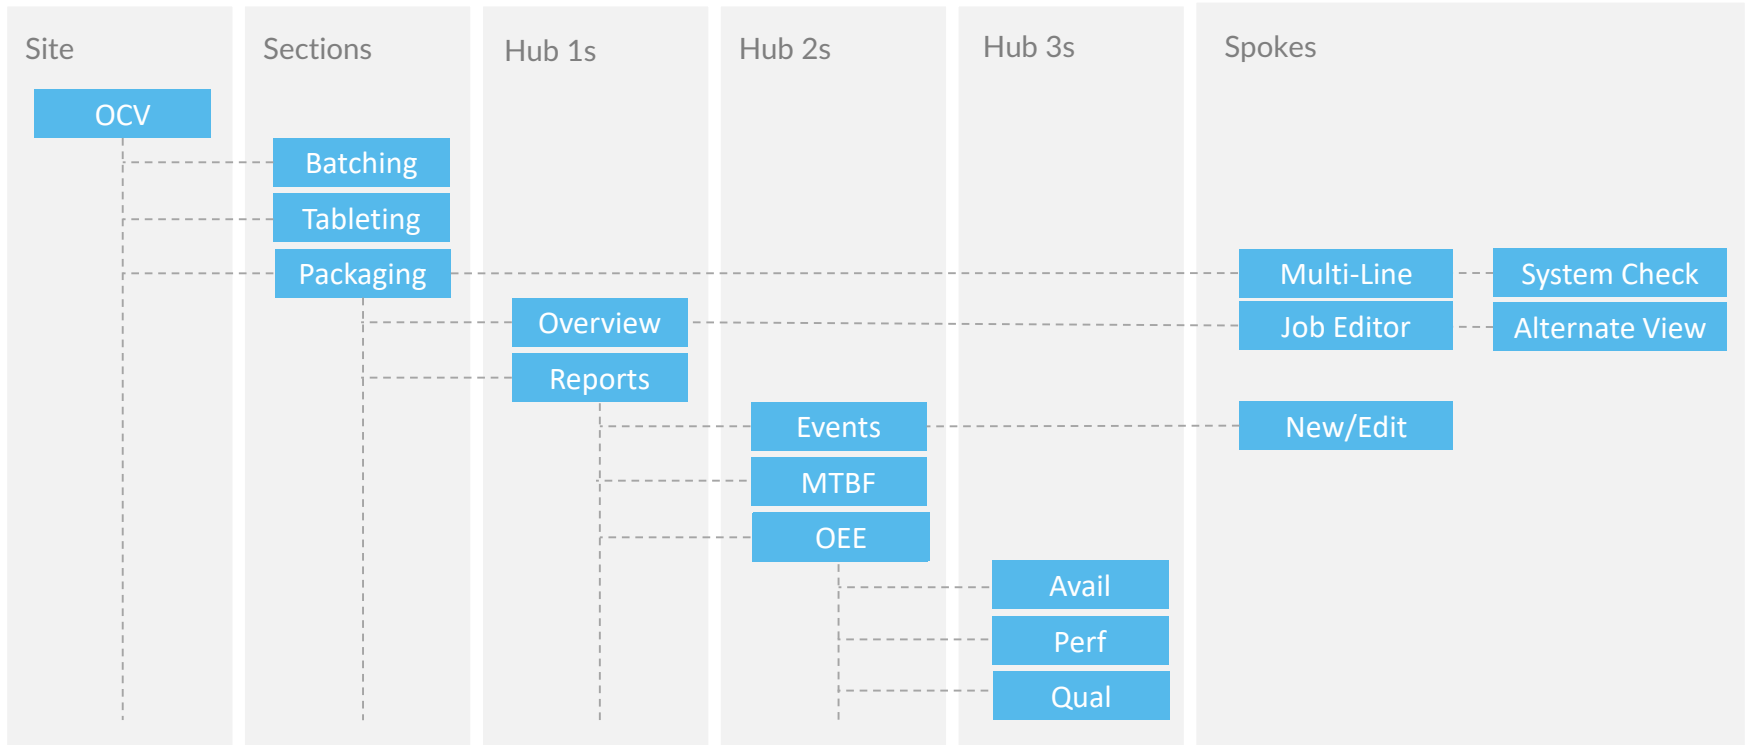 Site
Sections
Hub 1s
Hub 2s
Hub 3s
Spokes
OCV
Batching
Tableting
Packaging
Multi-Line
System Check
Overview
Job Editor
Alternate View
Reports
Events
New/Edit
MTBF
OEE
Avail
Perf
Qual